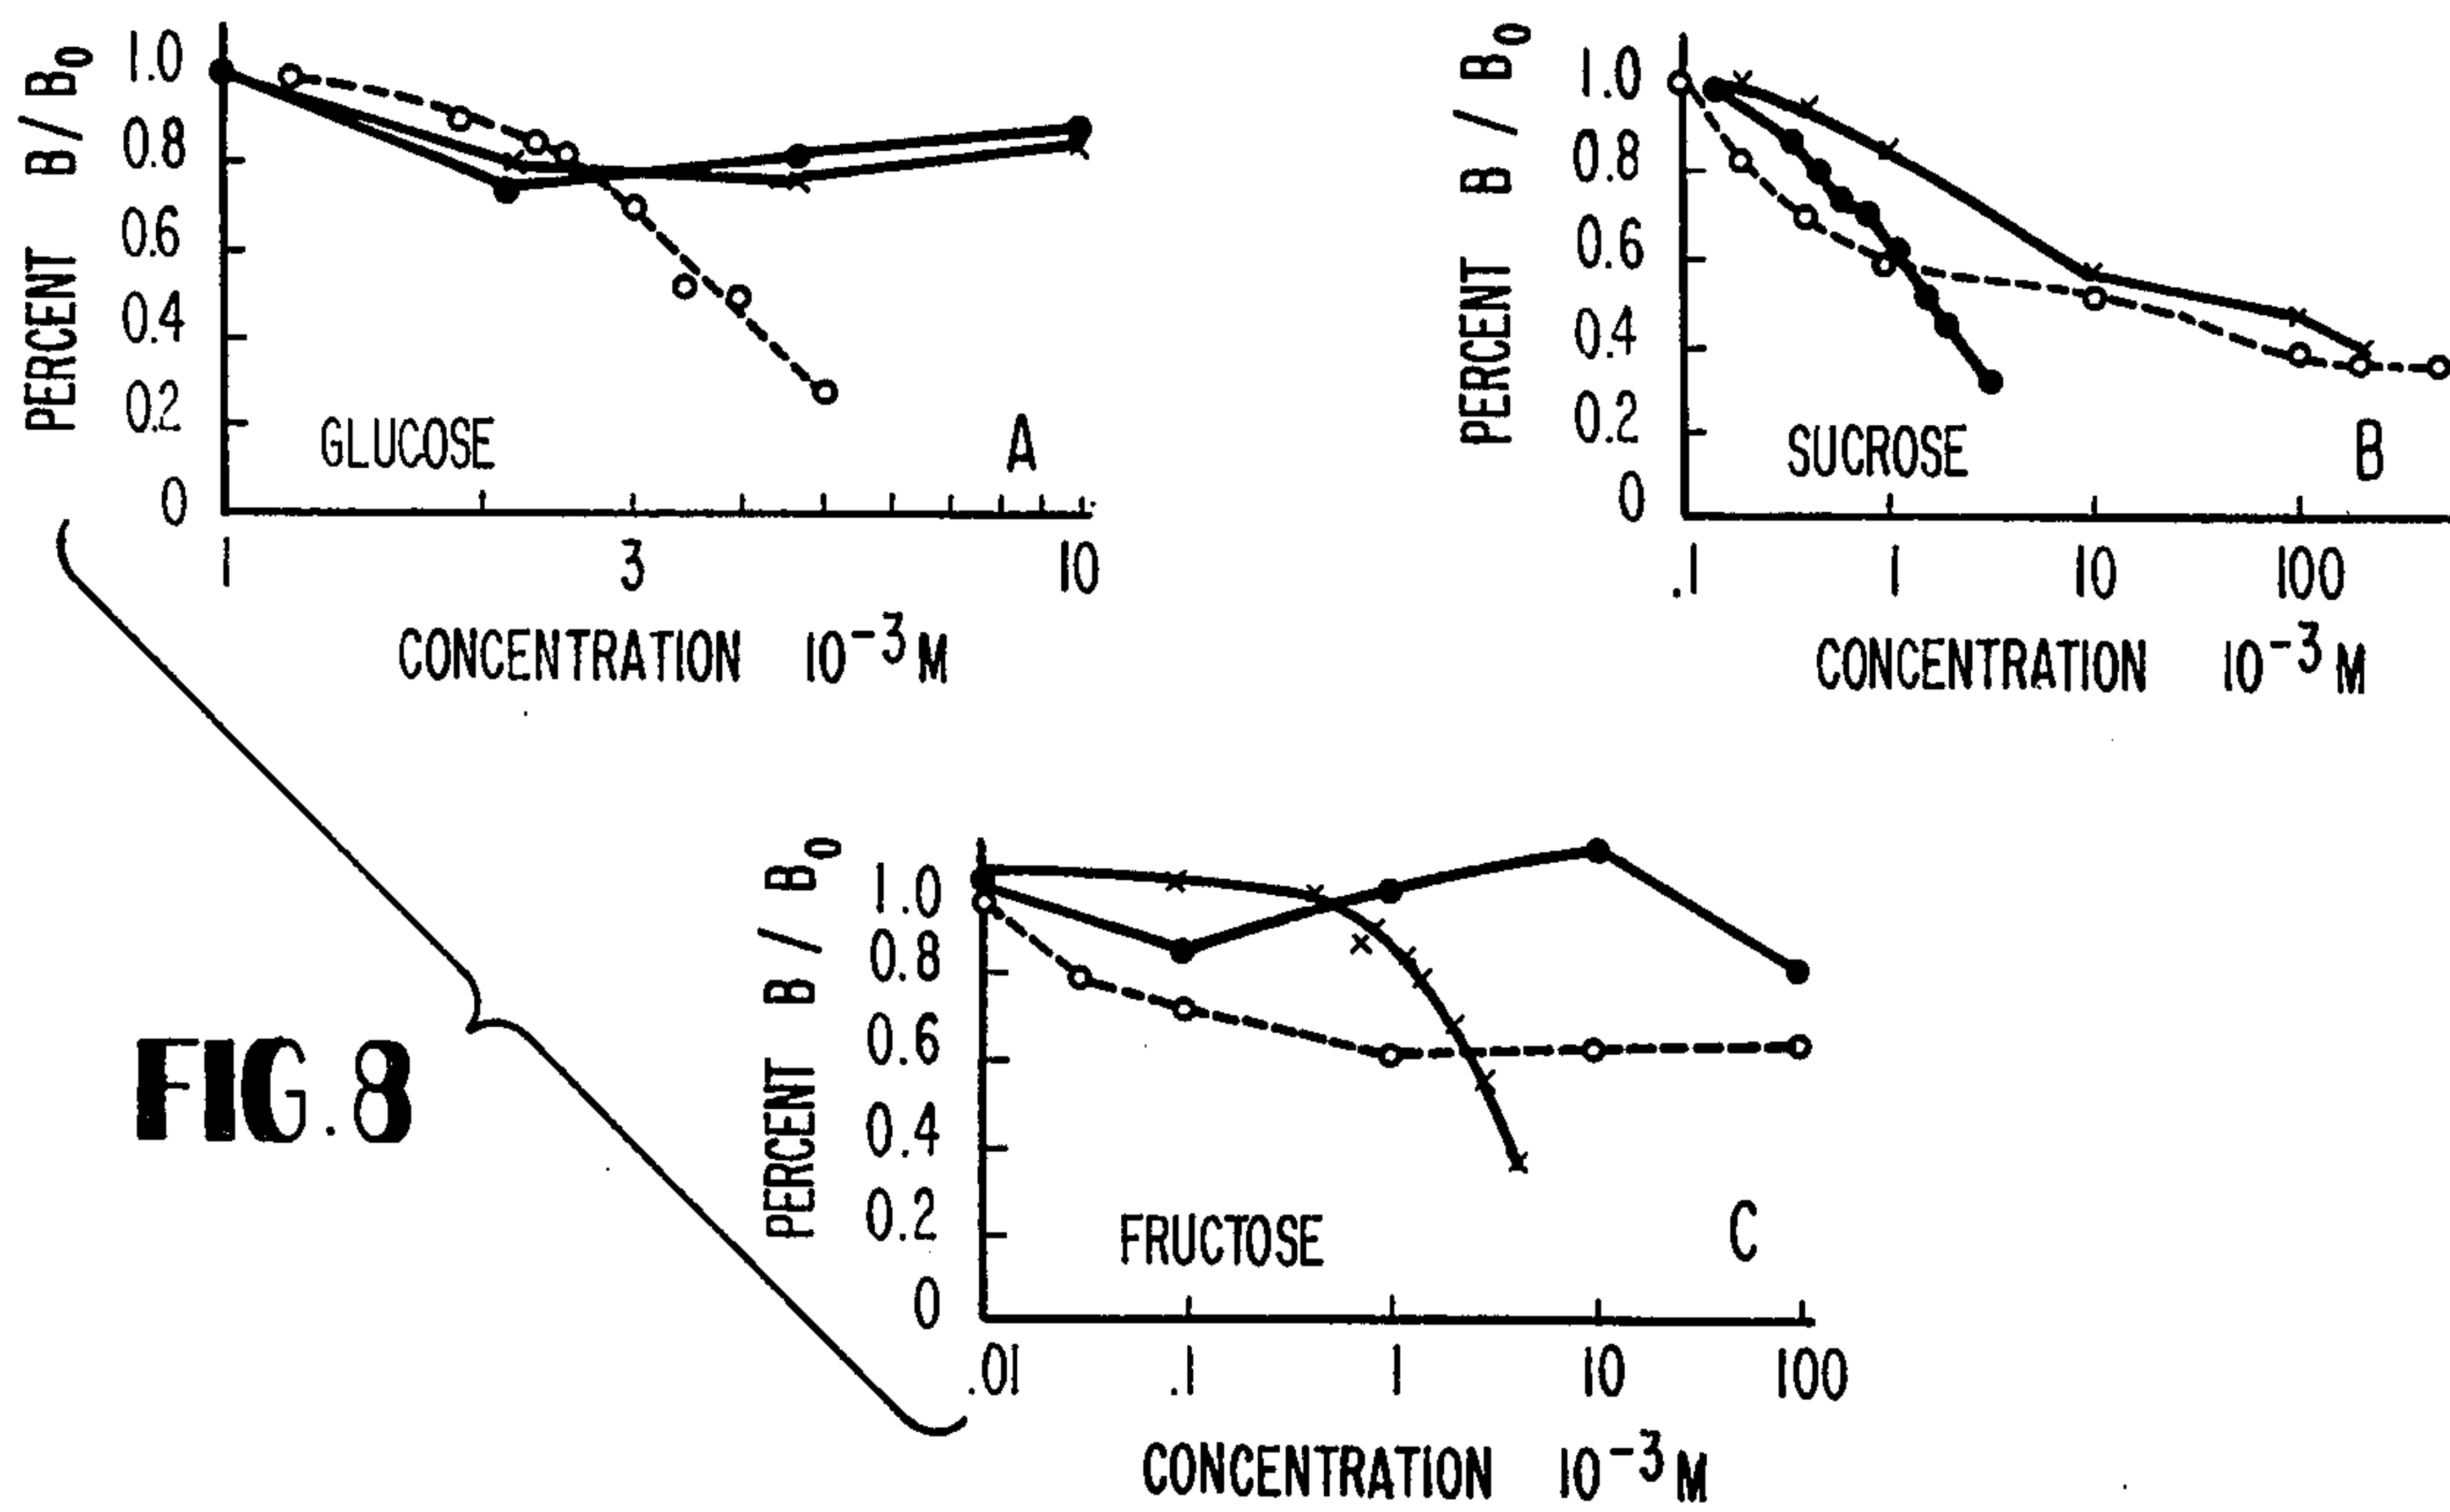 PERCENT B/B0
1.0
0.8
0.6
0.4
0.2
0
GLUCOSE
A
1 3 10
CONCENTRATION 10-3 M
PERCENT B / B0
1.0
0.8
0.6
0.4
0.2
0
SUCROSE
B
.1 1 10 100
CONCENTRATION 10-3 M
FIG.8
PERCENT B / B0
1.0
0.8
0.6
0.4
0.2
0
FRUCTOSE
C
.01 .1 1 10 100
CONCENTRATION 10-3 M